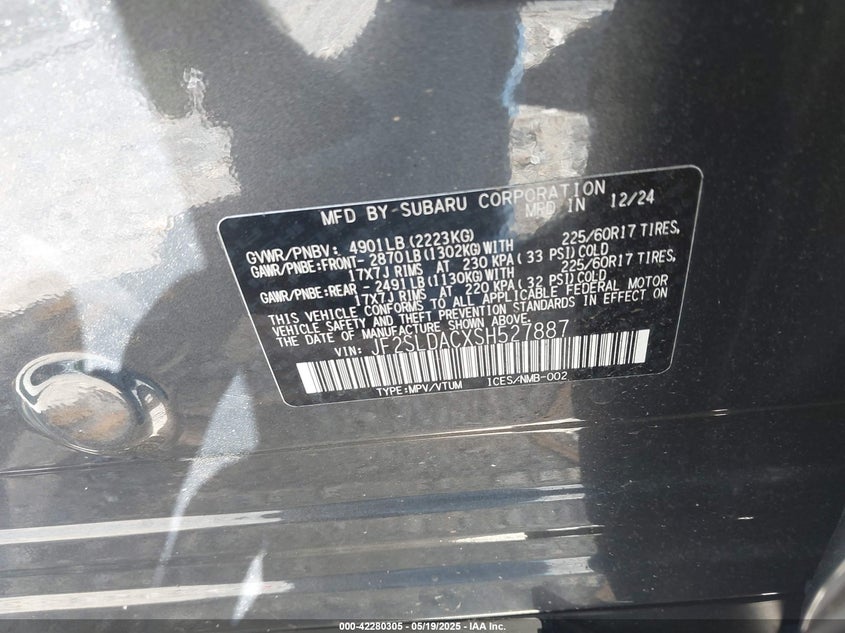 MFD BY SUBARU CORPORATION
MPD IN 12/24
GVWR/PNBV: 4901LB(2223KG)
GAWR/PNBE:FRONT- 2870LB(1302KG)WITH 225/60R17 TIRES,
17X7J RIMS AT 230 KPA( 33 PSI)COLD
GAWR/PNBE:REAR - 2491LB(1130KG)WITH 225/60R17 TIRES,
17X7J RIMS AT 220 KPA( 32 PSI)COLD
THIS VEHICLE CONFORMS TO ALL APPLICABLE FEDERAL MOTOR
VEHICLE SAFETY AND THEFT PREVENTION STANDARDS IN EFFECT ON
THE DATE OF MANUFACTURE SHOWN ABOVE.
VIN: JF2SLDACXSH527887
TYPE:MPV/VTUM ICES/NMB-002
000-42280305 - 05/19/2025 - IAA Inc.